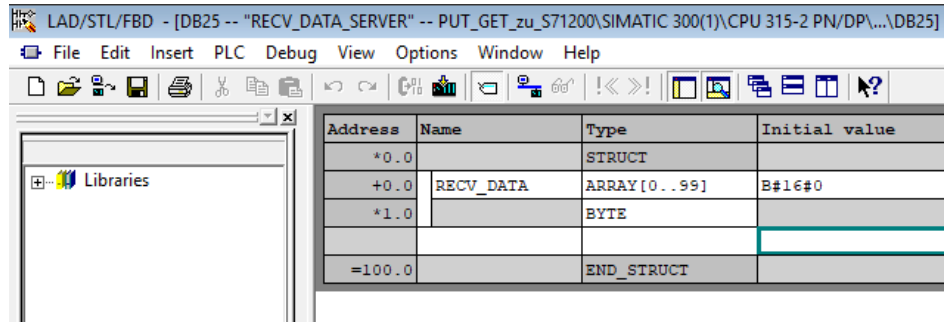 LAD/STL/FBD - [DB25 -- "RECV_DATA_SERVER" -- PUT_GET_zu_S71200\SIMATIC 300(1)\CPU 315-2 PN/DP\...\DB25]
File Edit Insert PLC Debug View Options Window Help
Libraries
Address Name Type Initial value
*0.0 STRUCT
+0.0 RECV_DATA ARRAY[0..99] B#16#0
*1.0 BYTE
=100.0 END_STRUCT